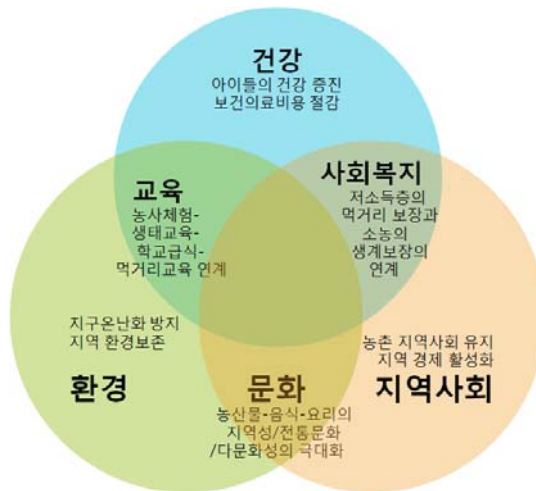 건강
아이들의 건강 증진
보건의료비용 절감
교육
농사체험-
생태교육-
학교급식-
먹거리교육 연계
사회복지
저소득층의
먹거리 보장과
소농의
생계보장의
연계
지구온난화 방지
지역 환경보존
환경
농촌 지역사회 유지
지역 경제 활성화
지역사회
문화
농산물-음식-요리의
지역성/전통문화
/다문화성의 극대화